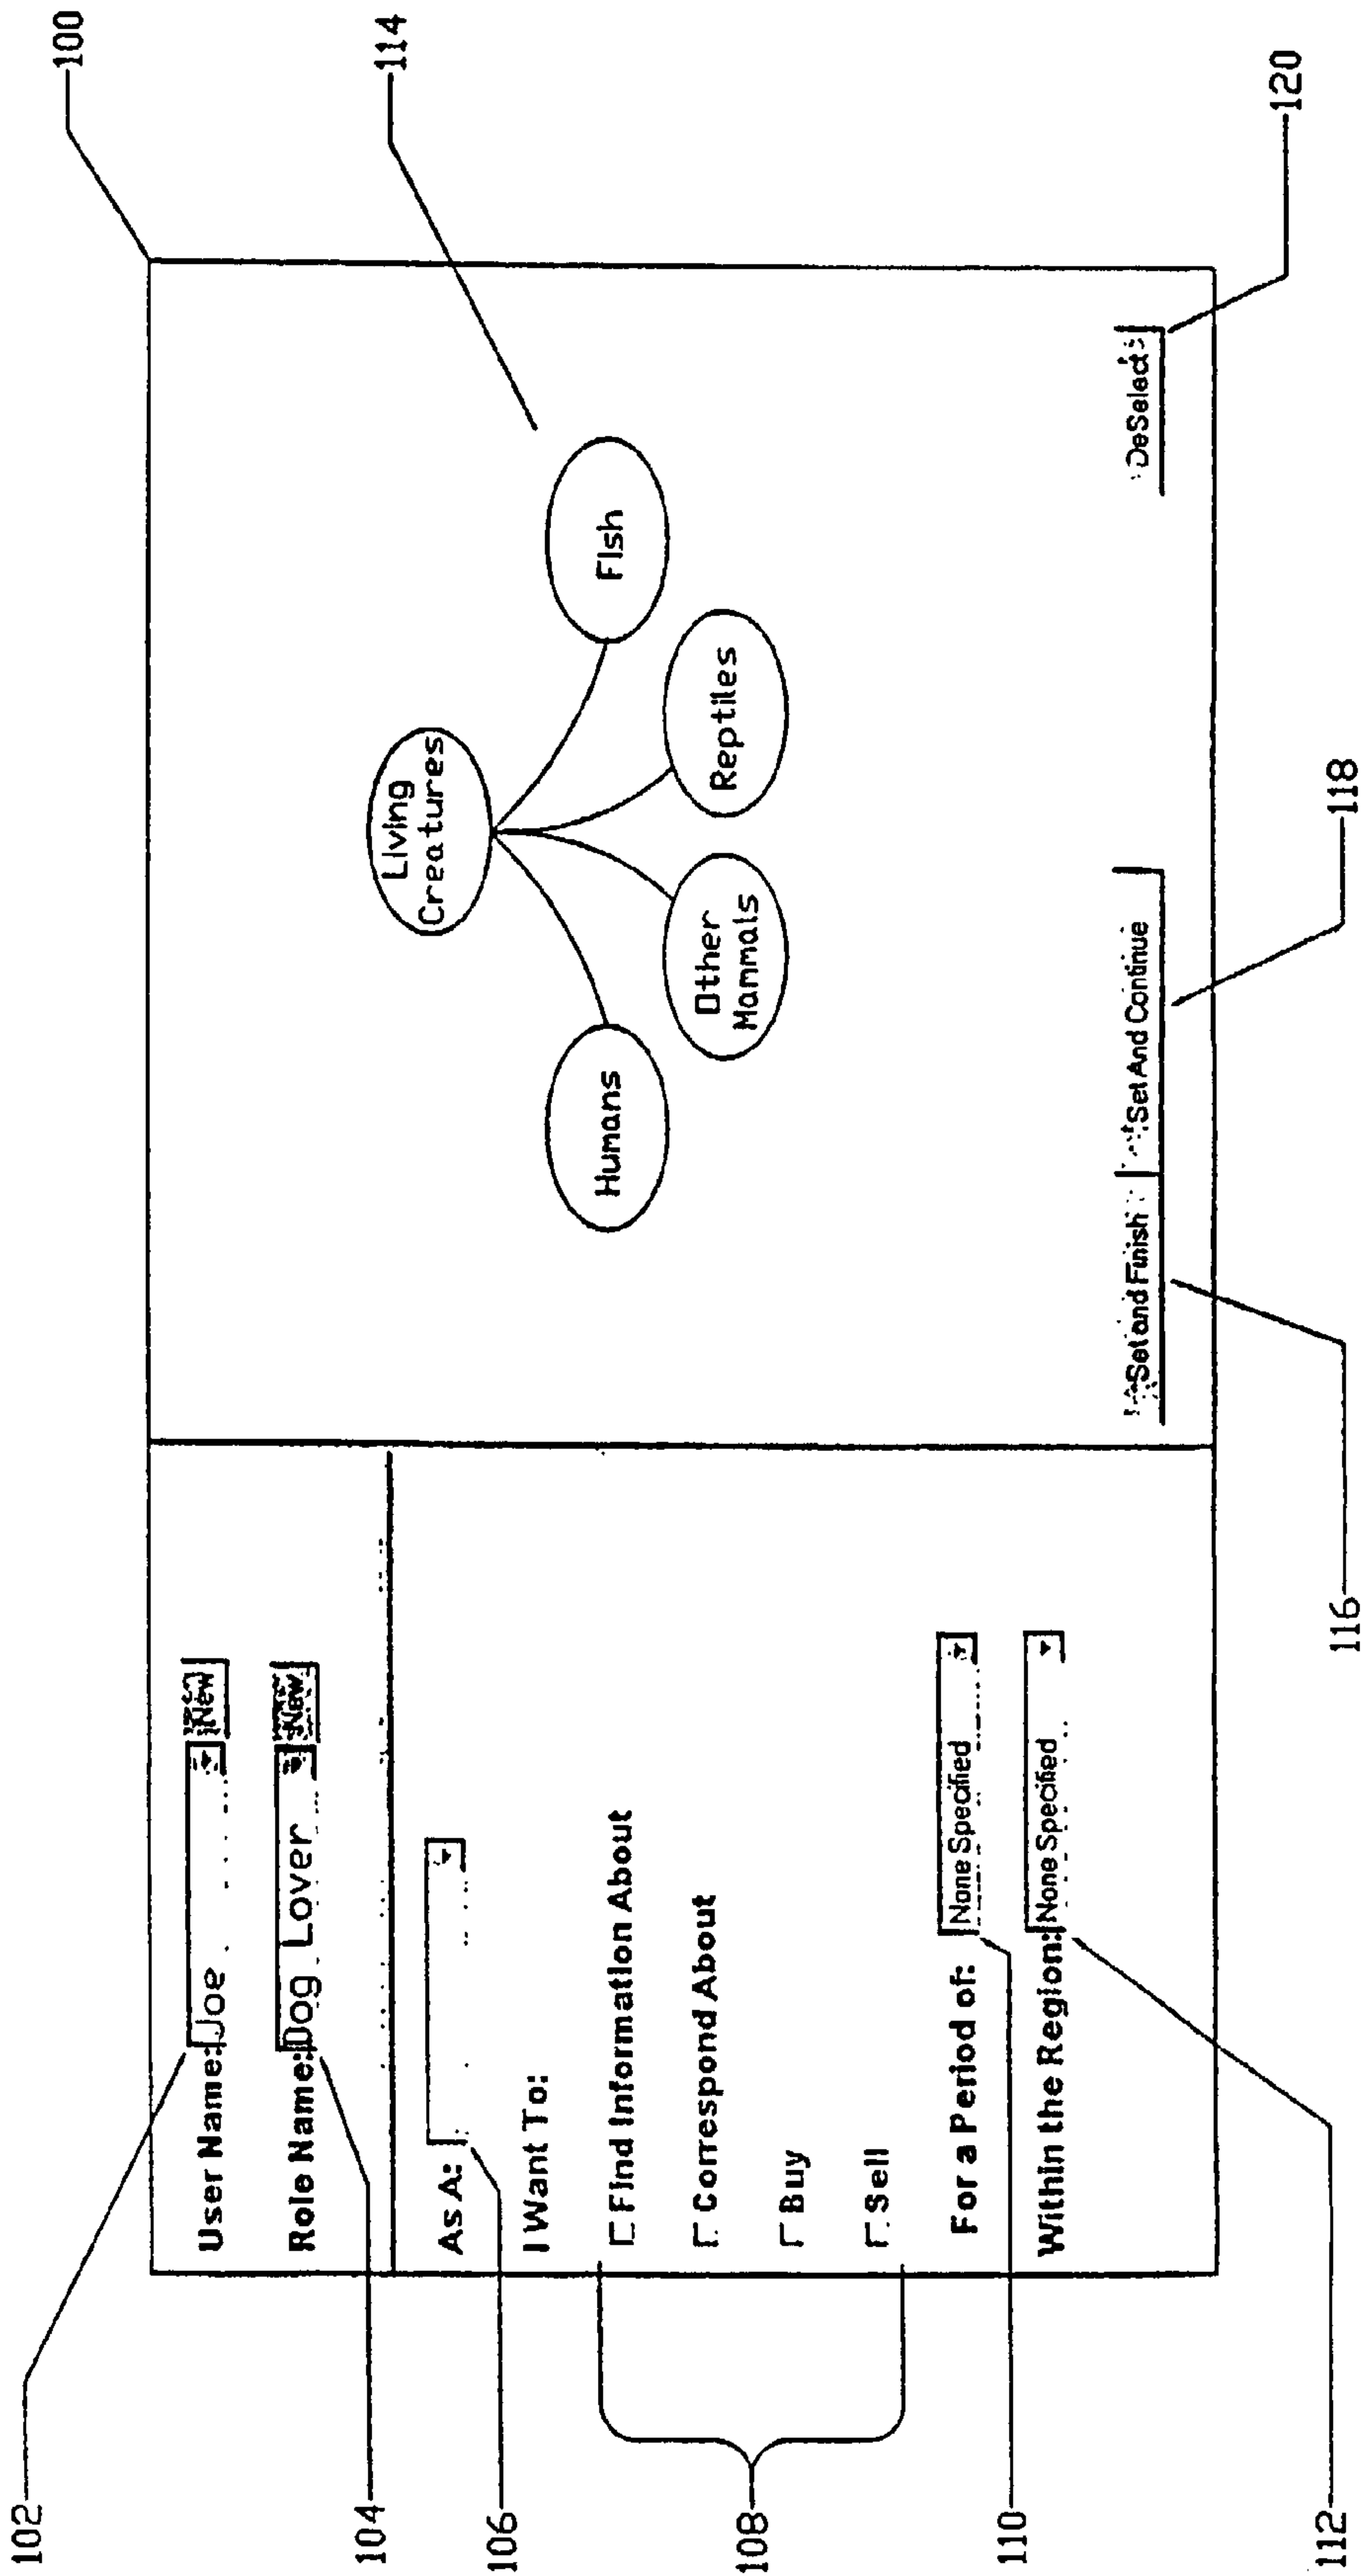 100
114
120
118
116
102
104
106
108
110
112
User Name: Joe New
Role Name: Dog Lover New
As A:
I Want To:
Find Information About
Correspond About
Buy
Sell
For a Period of: None Specified
Within the Region: None Specified
Living
Creatures
Humans
Other
Mammals
Reptiles
Fish
Set and Finish
Set And Continue
DeSelect